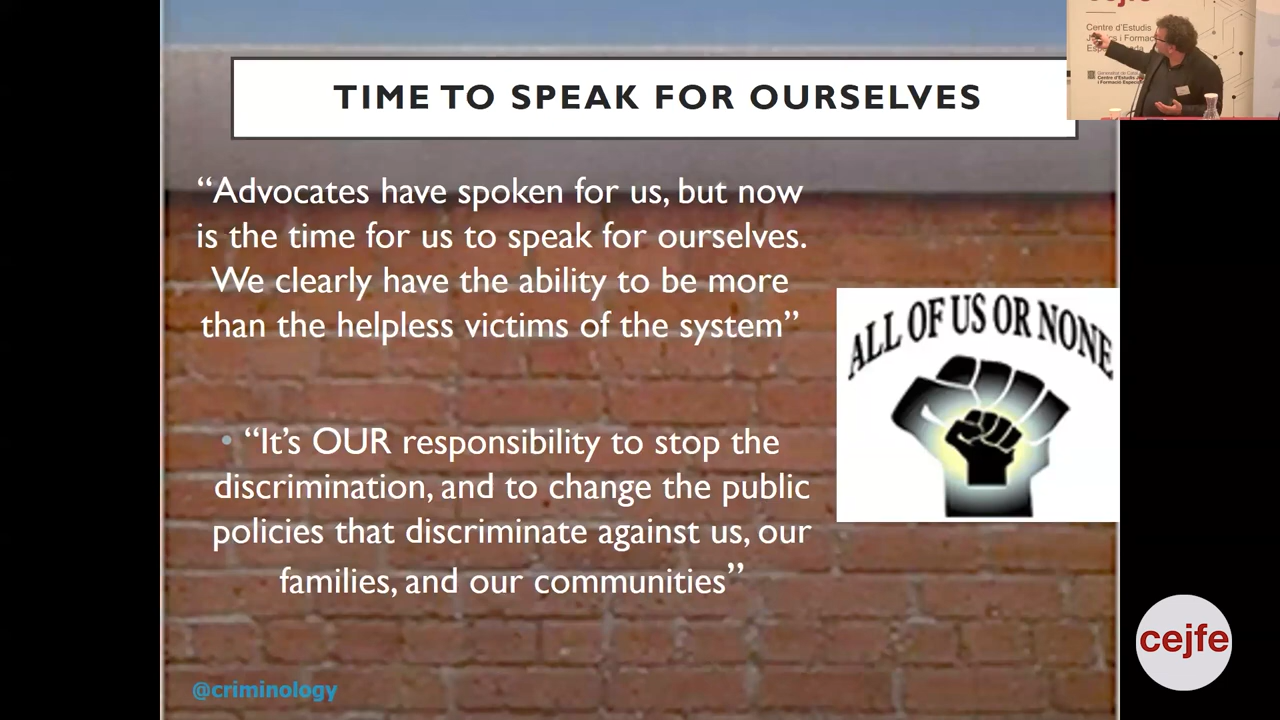 TIME TO SPEAK FOR OURSELVES
“Advocates have spoken for us, but now
is the time for us to speak for ourselves.
We clearly have the ability to be more
than the helpless victims of the system”
• “It’s OUR responsibility to stop the
discrimination, and to change the public
policies that discriminate against us, our
families, and our communities”
ALL OF US OR NONE
@criminology
cejfe
Centre d'Estudis
i Formac
cejfe